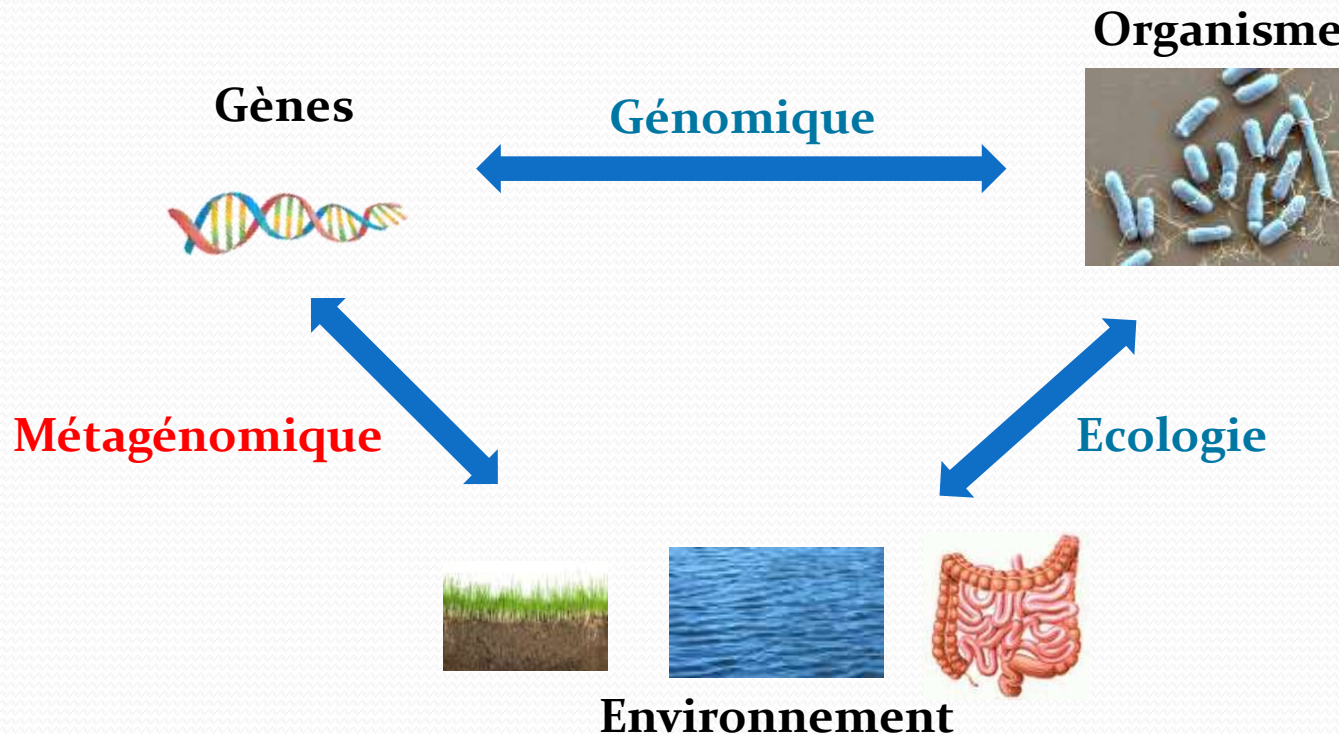 Organisme
Gènes
Génomique
Métagénomique
Ecologie
Environnement